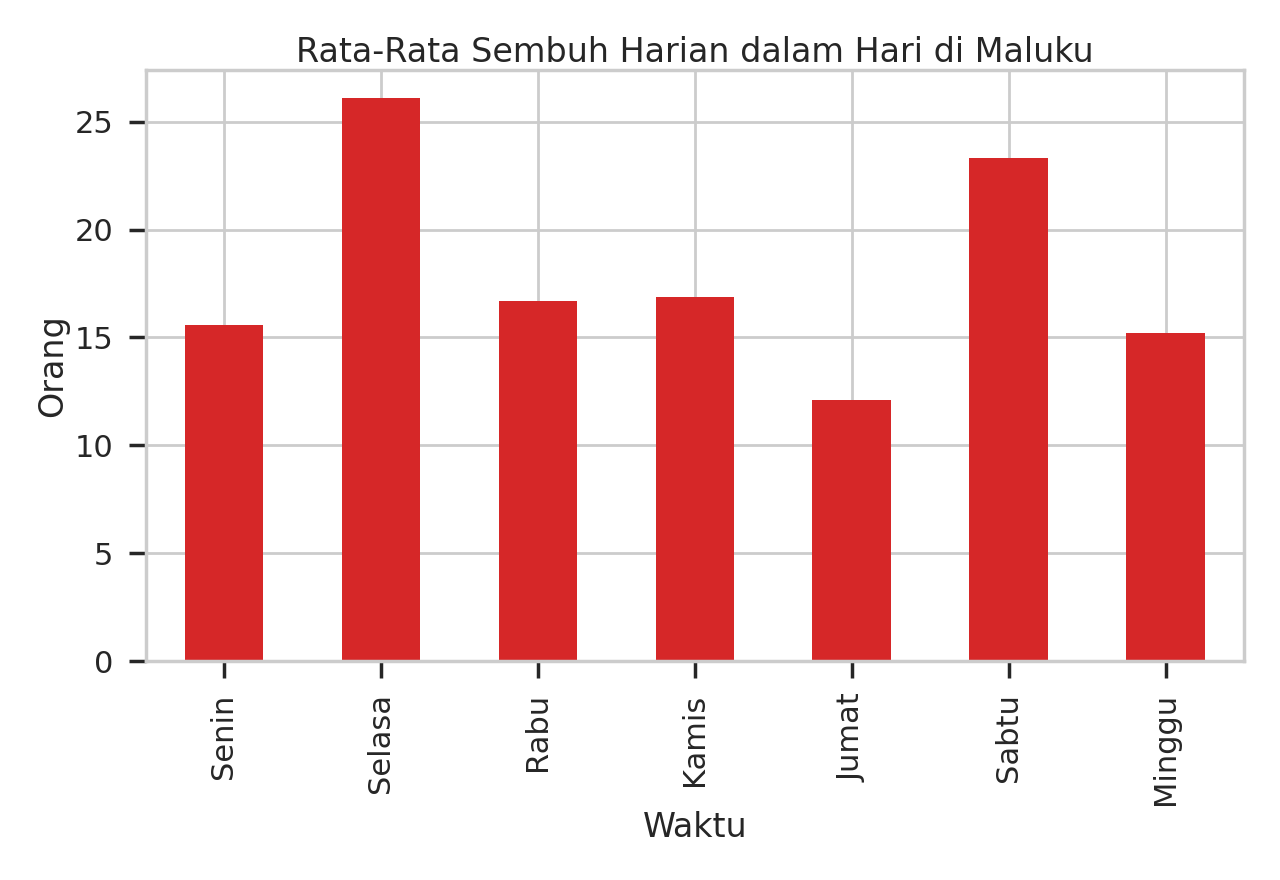 Rata-Rata Sembuh Harian dalam Hari di Maluku
Orang
25
20
15
10
5
0
Senin
Selasa
Rabu
Kamis
Jumat
Sabtu
Minggu
Waktu